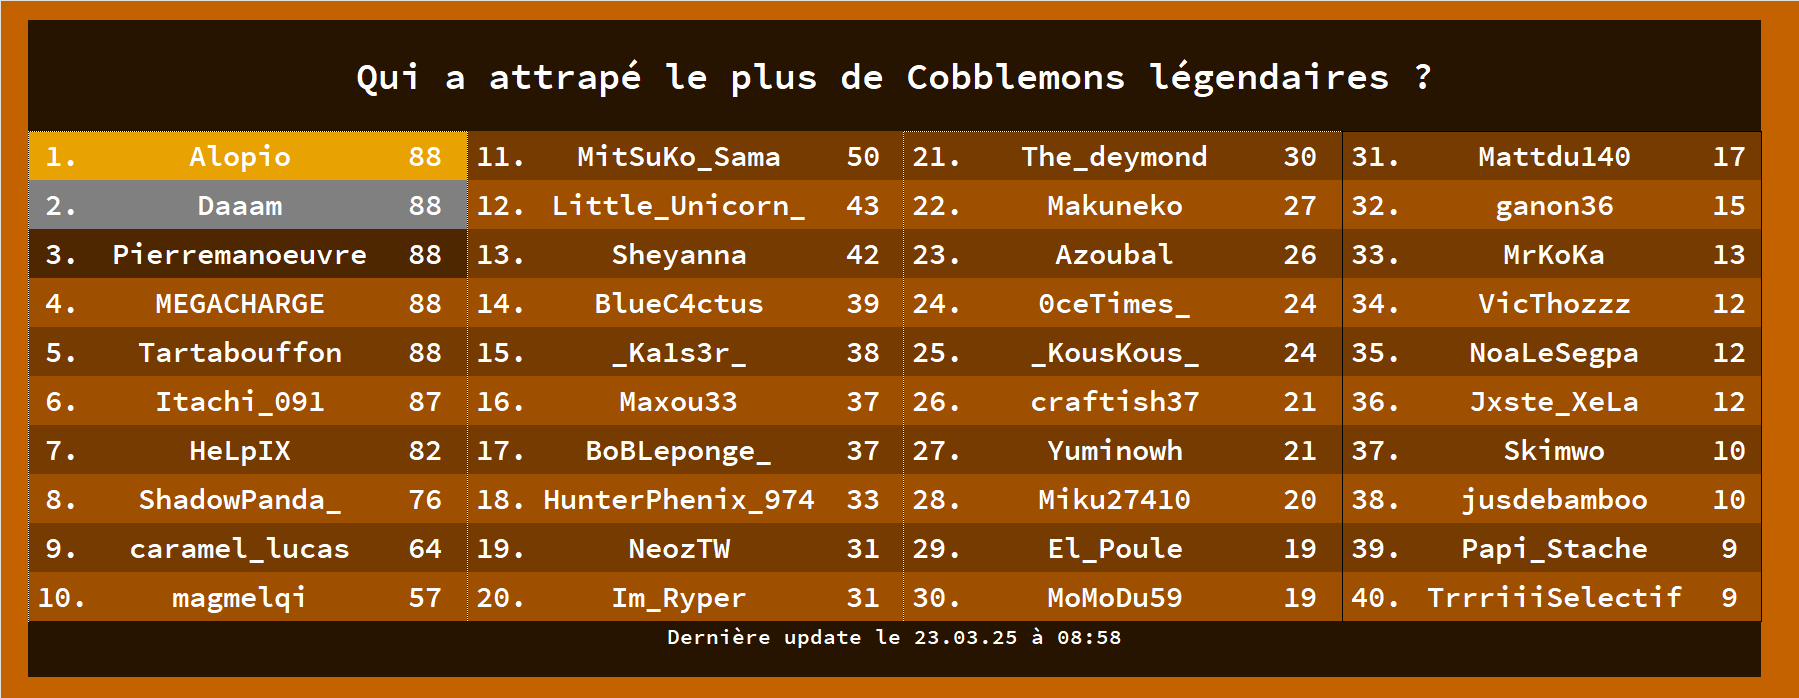 Qui a attrapé le plus de Cobblemons légendaires ?
1. Alopio 88 11. MitSuKo_Sama 50 21. The_deymond 30 31. Mattdu140 17
2. Daaam 88 12. Little_Unicorn_ 43 22. Makuneko 27 32. ganon36 15
3. Pierremanoeuvre 88 13. Sheyanna 42 23. Azoubal 26 33. MrKoKa 13
4. MEGACHARGE 88 14. BlueC4ctus 39 24. 0ceTimes_ 24 34. VicThozzz 12
5. Tartabouffon 88 15. _Ka1s3r_ 38 25. _KousKous_ 24 35. NoaLeSegpa 12
6. Itachi_091 87 16. Maxou33 37 26. craftish37 21 36. Jxste_XeLa 12
7. HeLpIX 82 17. BoBLeponge_ 37 27. Yuminowh 21 37. Skimwo 10
8. ShadowPanda_ 76 18. HunterPhenix_974 33 28. Miku27410 20 38. jusdebamboo 10
9. caramel_lucas 64 19. NeozTW 31 29. El_Poule 19 39. Papi_Stache 9
10. magmelqi 57 20. Im_Ryper 31 30. MoMoDu59 19 40. TrrriiiSelectif 9
Dernière update le 23.03.25 à 08:58